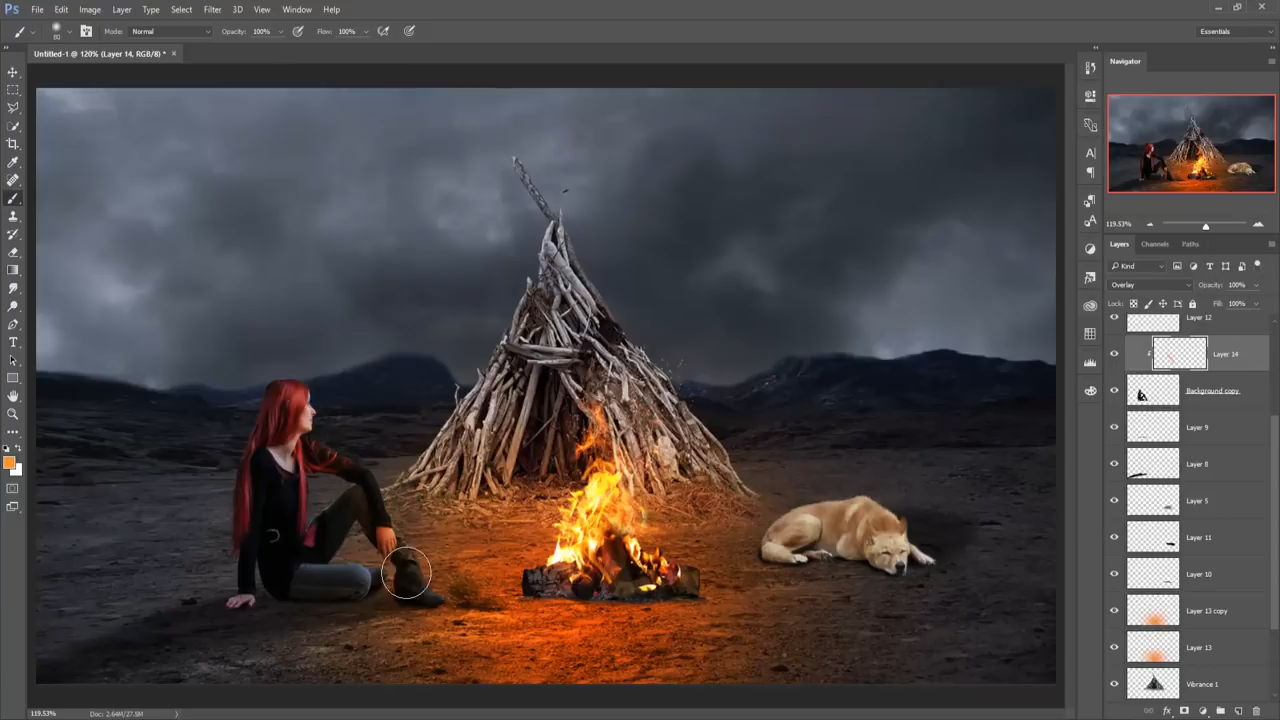 Ps File Edit Image Layer Type Select Filter 3D View Window Help
80 Mode: Normal Opacity: 100% Flow: 100% Essentials
Untitled-1 @ 120% (Layer 14, RGB/8) * ×
Navigator
119.53%
Layers Channels Paths
Kind
Overlay Opacity: 100%
Lock: Fill: 100%
Layer 12
Layer 14
Background copy
Layer 9
Layer 8
Layer 5
Layer 11
Layer 10
Layer 13 copy
Layer 13
Vibrance 1
119.53% Doc: 2.64M/27.5M